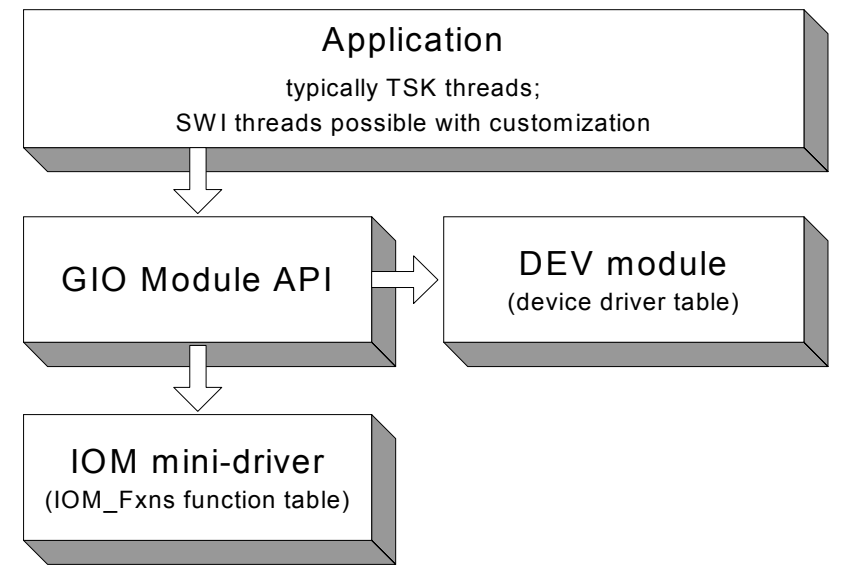 Application
typically TSK threads;
SWI threads possible with customization
GIO Module API
DEV module
(device driver table)
IOM mini-driver
(IOM_Fxns function table)